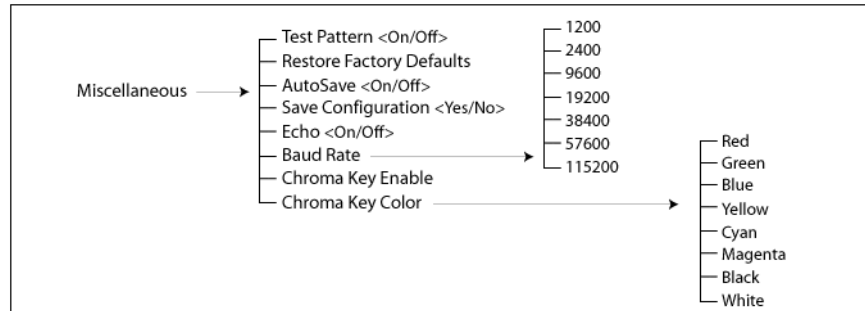 Miscellaneous
Test Pattern <On/Off>
Restore Factory Defaults
AutoSave <On/Off>
Save Configuration <Yes/No>
Echo <On/Off>
Baud Rate
Chroma Key Enable
Chroma Key Color
1200
2400
9600
19200
38400
57600
115200
Red
Green
Blue
Yellow
Cyan
Magenta
Black
White